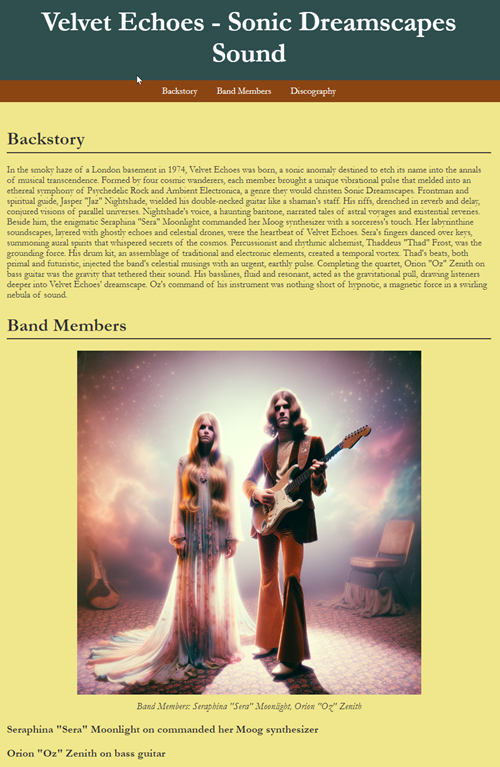 Velvet Echoes - Sonic Dreamscapes
Sound
Backstory Band Members Discography
Backstory
In the smoky haze of a London basement in 1974, Velvet Echoes was born, a sonic anomaly destined to etch its name into the annals
of musical transcendence. Formed by four cosmic wanderers, each member brought a unique vibrational pulse that melded into an
ethereal symphony of Psychedelic Rock and Ambient Electronica, a genre they would christen Sonic Dreamscapes. Frontman and
spiritual guide, Jasper "Jaz" Nightshade, wielded his double-necked guitar like a shaman's staff. His riffs, drenched in reverb and delay,
conjured visions of parallel universes. Nightshade's voice, a haunting baritone, narrated tales of astral voyages and existential revenies.
Beside him, the enigmatic Seraphina "Sera" Moonlight commanded her Moog synthesizer with a sorceress's touch. Her labyrinthine
soundscapes, layered with ghostly echoes and celestial drones, were the heartbeat of Velvet Echoes. Sera's fingers danced over keys,
summoning aural spirits that whispered secrets of the cosmos. Percussionist and rhythmic alchemist, Thaddeus "Thad" Frost, was the
grounding force. His drum kit, an assemblage of traditional and electronic elements, created a temporal vortex. Thad's beats, both
primal and futuristic, injected the band's celestial musings with an urgent, earthly pulse. Completing the quartet, Orion "Oz" Zenith on
bass guitar was the gravity that tethered their sound. His basslines, fluid and resonant, acted as the gravitational pull, drawing listeners
deeper into Velvet Echoes' dreamscape. Oz's command of his instrument was nothing short of hypnotic, a magnetic force in a swirling
nebula of sound.
Band Members
Band Members: Seraphina "Sera" Moonlight, Orion "Oz" Zenith
Seraphina "Sera" Moonlight on commanded her Moog synthesizer
Orion "Oz" Zenith on bass guitar